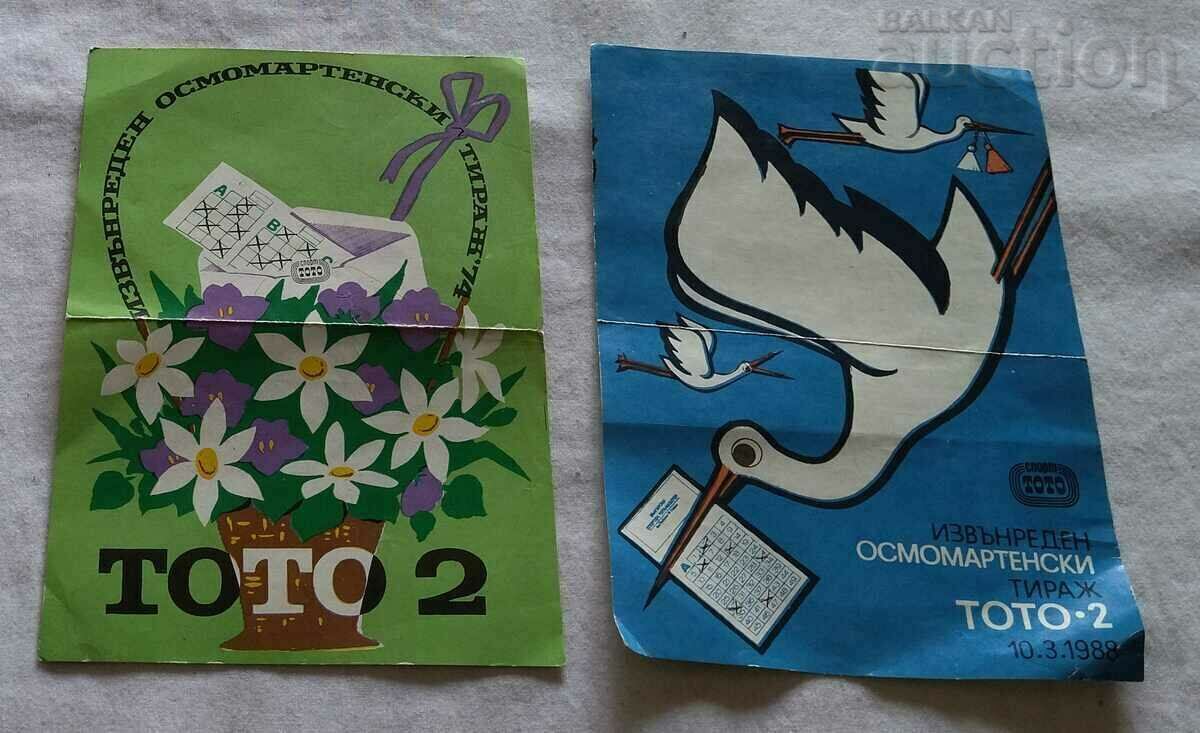 BALKAN
auction
ИЗВЪНРЕДЕН ОСМОМАРТЕНСКИ ТИРАЖ '74
A
B
C
спорт
ТОТО
ТОТО 2
A
спорт
ТОТО
ИЗВЪНРЕДЕН
ОСМОМАРТЕНСКИ
ТИРАЖ
ТОТО·2
10.3.1988